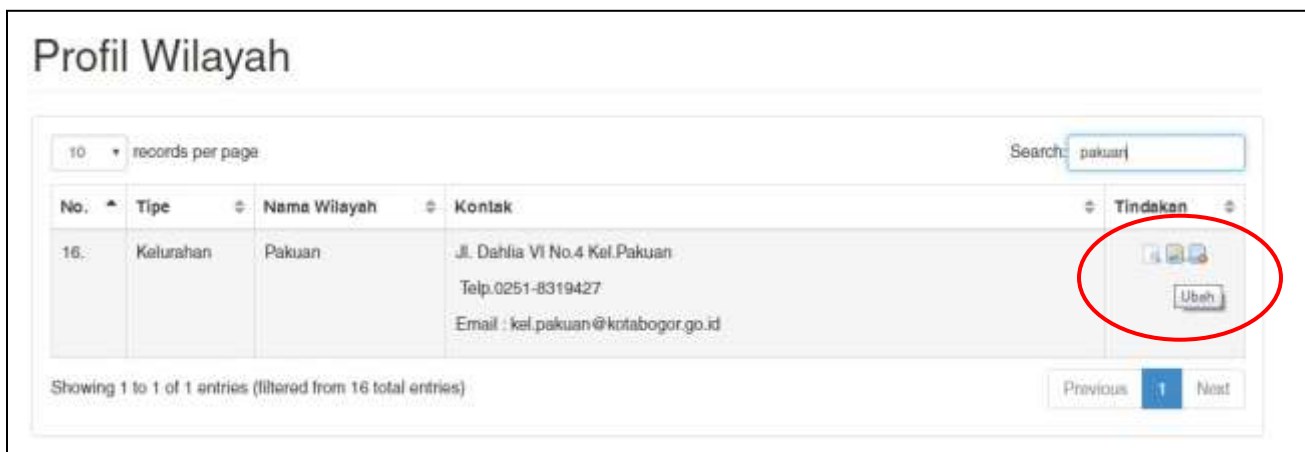 Profil Wilayah
10 records per page
Search: pakuan
No. Tipe Nama Wilayah Kontak Tindakan
16. Kelurahan Pakuan Jl. Dahlia VI No.4 Kel.Pakuan
Telp.0251-8319427
Ubah
Email : kel.pakuan@kotabogor.go.id
Showing 1 to 1 of 1 entries (filtered from 16 total entries)
Previous 1 Next